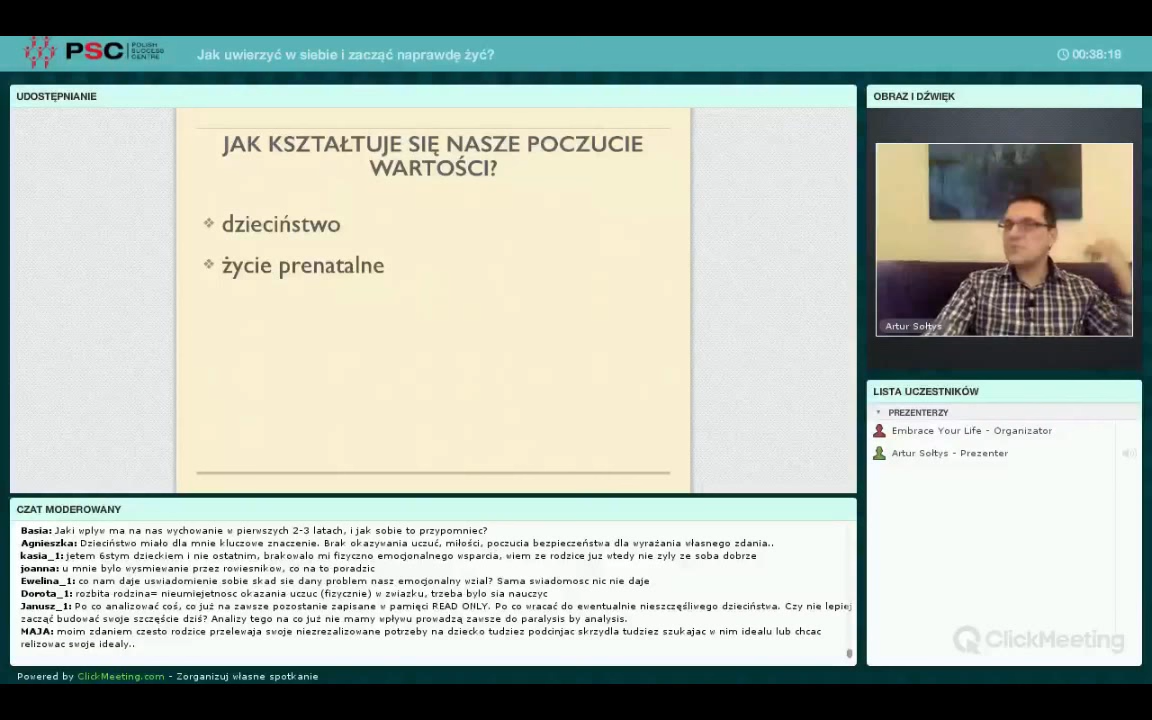 PSC POLISH SUCCESS CENTRE
Jak uwierzyć w siebie i zacząć naprawdę żyć?
00:38:18
UDOSTĘPNIANIE
JAK KSZTAŁTUJE SIĘ NASZE POCZUCIE
WARTOŚCI?
dzieciństwo
życie prenatalne
OBRAZ I DŹWIĘK
Artur Sołtys
LISTA UCZESTNIKÓW
PREZENTERZY
Embrace Your Life - Organizator
Artur Sołtys - Prezenter
ClickMeeting
CZAT MODEROWANY
Basia: Jaki wpływ ma na nas wychowanie w pierwszych 2-3 latach, i jak sobie to przypomniec?
Agnieszka: Dzieciństwo miało dla mnie kluczowe znaczenie. Brak okazywania uczuć, miłości, poczucia bezpieczeństwa dla wyrażania własnego zdania..
kasia_1: jetem 6stym dzieckiem i nie ostatnim, brakowalo mi fizyczno emocjonalnego wsparcia, wiem ze rodzice juz wtedy nie zyly ze soba dobrze
joanna: u mnie bylo wysmiewanie przez rowiesnikow, co na to poradzic
Ewelina_1: co nam daje uswiadomienie sobie skad sie dany problem nasz emocjonalny wzial? Sama swiadomosc nic nie daje
Dorota_1: rozbita rodzina= nieumiejetnosc okazania uczuc (fizycznie) w zwiazku, trzeba bylo sia nauczyc
Janusz_1: Po co analizować coś, co już na zawsze pozostanie zapisane w pamięci READ ONLY. Po co wracać do ewentualnie nieszczęśliwego dzieciństwa. Czy nie lepiej
zacząć budować swoje szczęście dziś? Analizy tego na co już nie mamy wpływu prowadzą zawsze do paralysis by analysis.
MAJA: moim zdaniem czesto rodzice przelewaja swoje niezrezalizowane potrzeby na dziecko tudziez podcinjac skrzydla tudziez szukajac w nim idealu lub chcac
relizowac swoje idealy..
Powered by ClickMeeting.com - Zorganizuj własne spotkanie